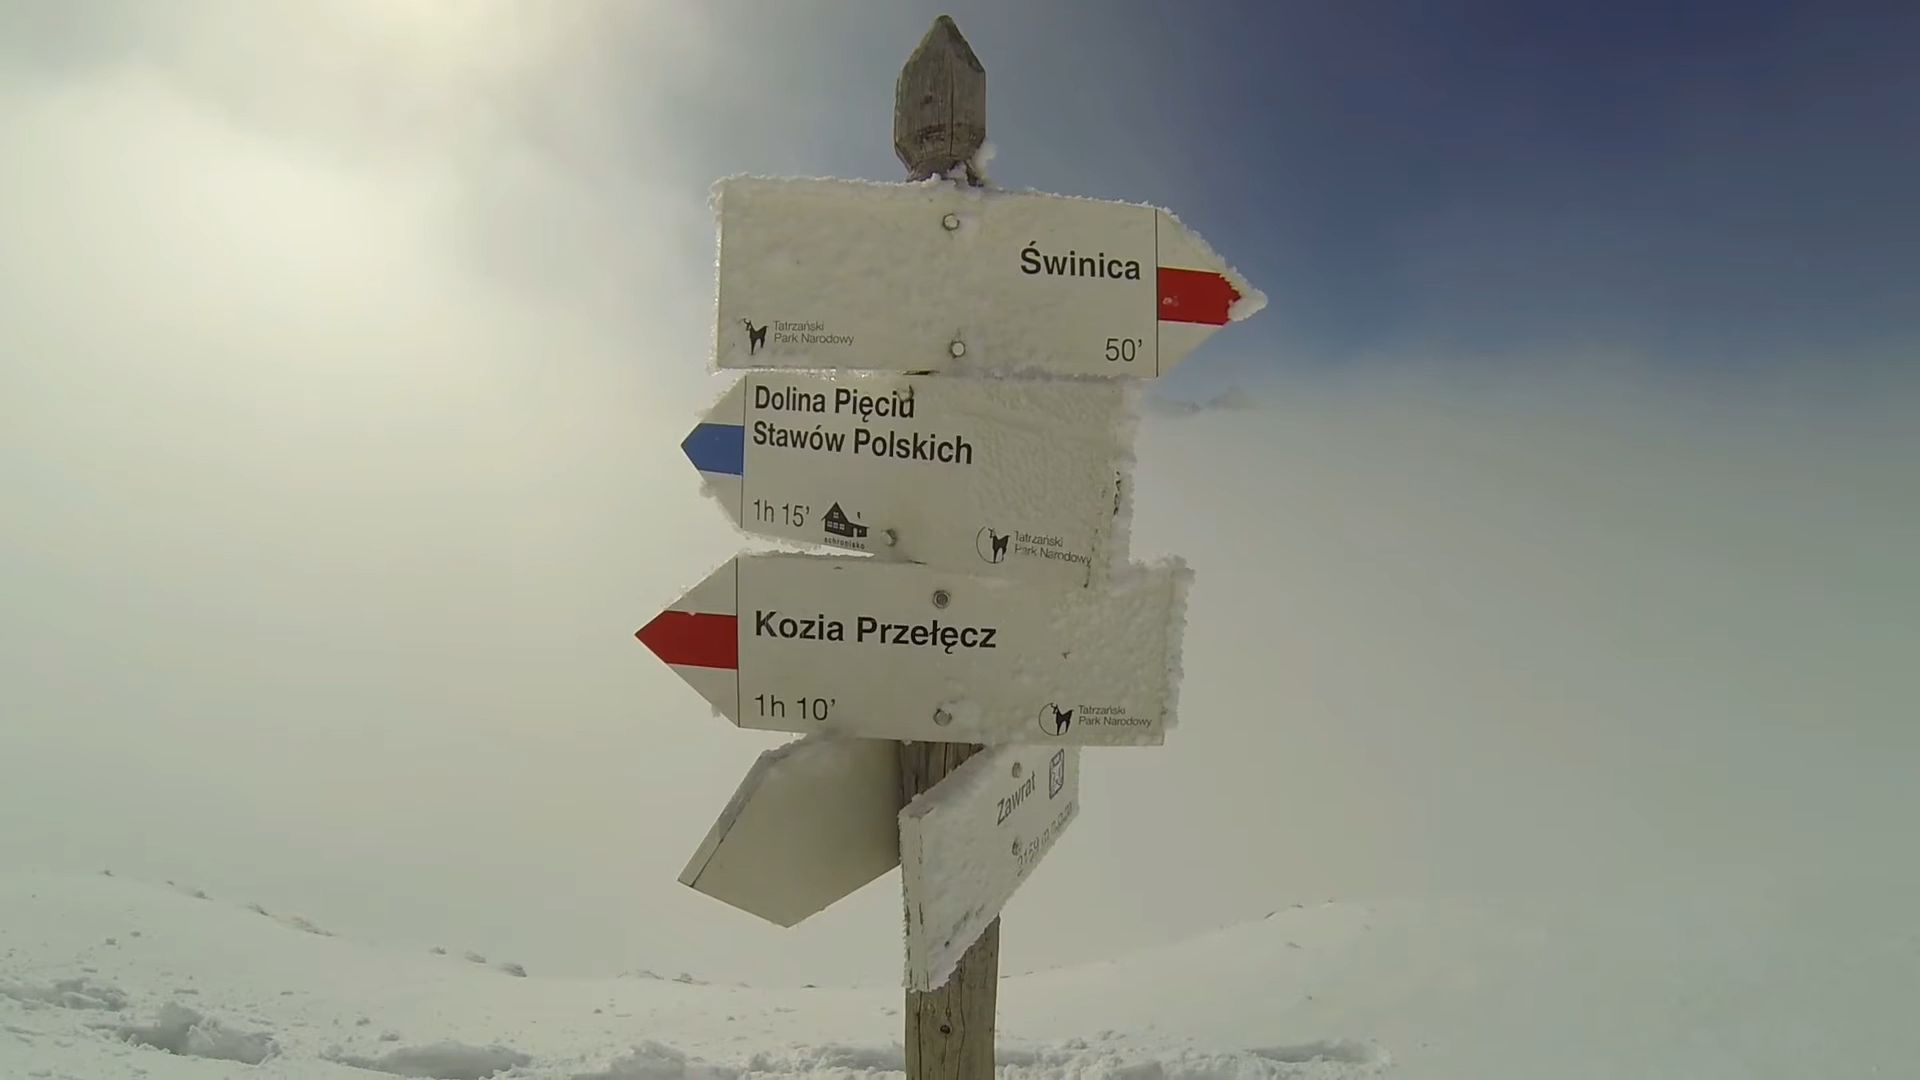 Świnica
Tatrzański
Park Narodowy
50'
Dolina Pięciu
Stawów Polskich
1h 15'
schronisko
Tatrzański
Park Narodowy
Kozia Przełęcz
1h 10'
Tatrzański
Park Narodowy
Zawrat
2159 m n.p.m.